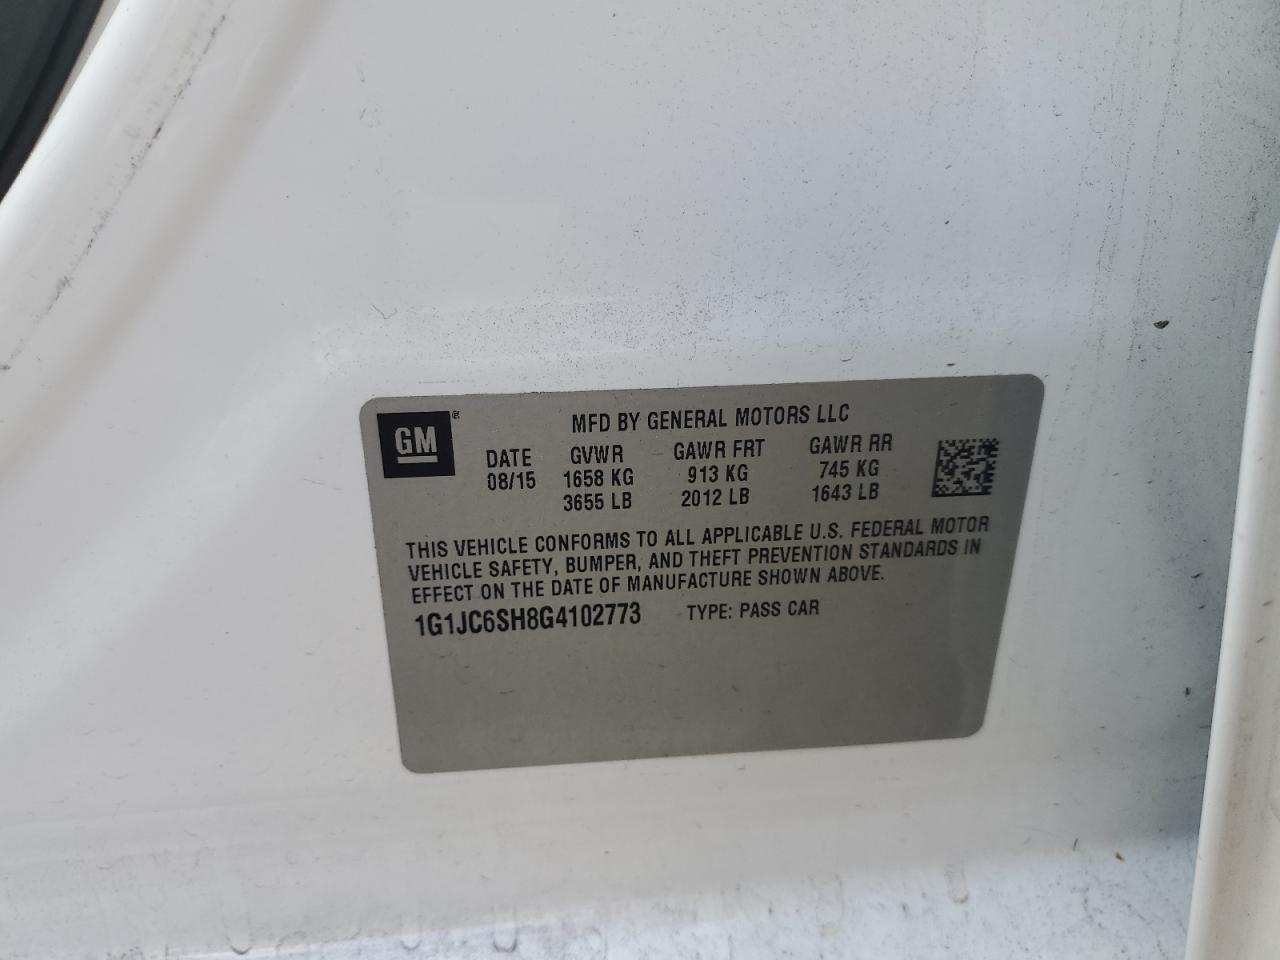 GM®
MFD BY GENERAL MOTORS LLC
DATE GVWR GAWR FRT GAWR RR
08/15 1658 KG 913 KG 745 KG
3655 LB 2012 LB 1643 LB
THIS VEHICLE CONFORMS TO ALL APPLICABLE U.S. FEDERAL MOTOR
VEHICLE SAFETY, BUMPER, AND THEFT PREVENTION STANDARDS IN
EFFECT ON THE DATE OF MANUFACTURE SHOWN ABOVE.
1G1JC6SH8G4102773 TYPE: PASS CAR